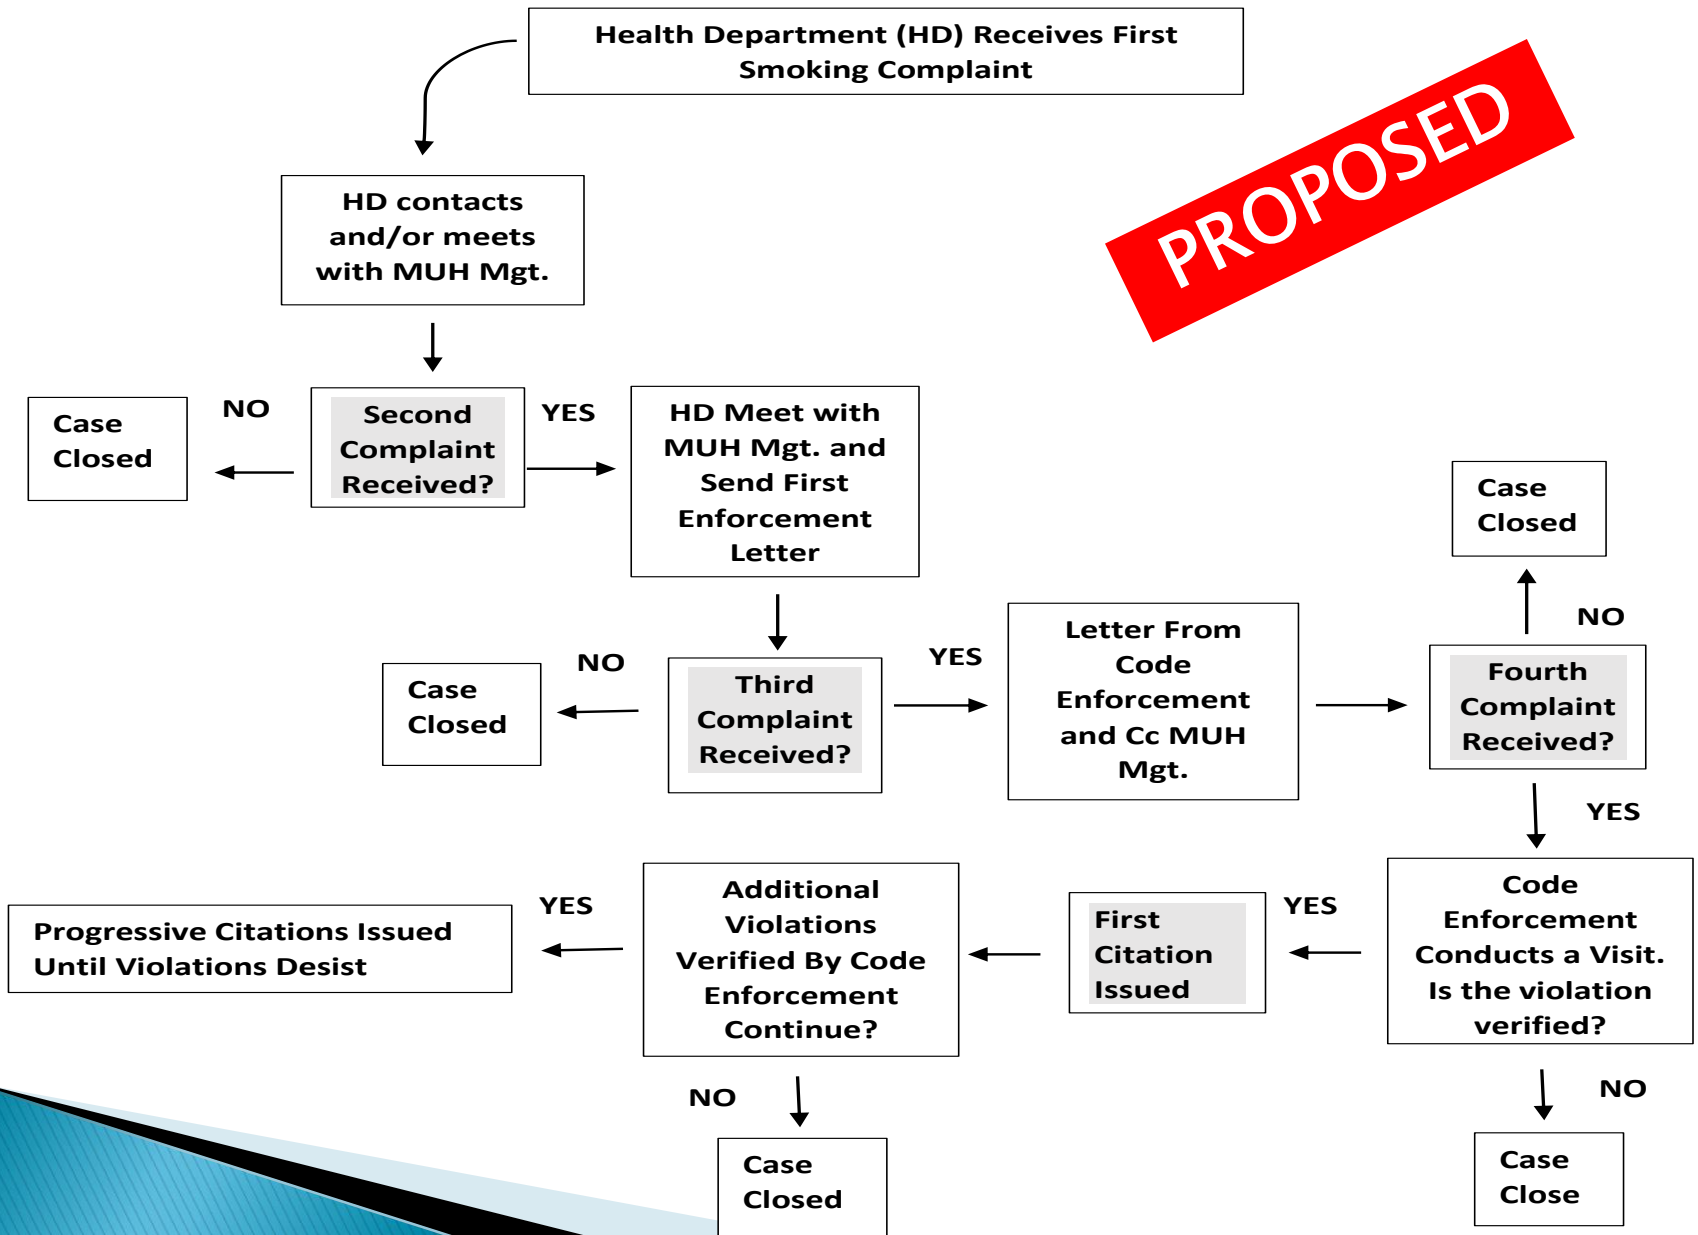 Health Department (HD) Receives First
Smoking Complaint
PROPOSED
HD contacts
and/or meets
with MUH Mgt.
Case
Closed
NO
Second
Complaint
Received?
YES
HD Meet with
MUH Mgt. and
Send First
Enforcement
Letter
Case
Closed
NO
Case
Closed
NO
Third
Complaint
Received?
YES
Letter From
Code
Enforcement
and Cc MUH
Mgt.
Fourth
Complaint
Received?
YES
Progressive Citations Issued
Until Violations Desist
YES
Additional
Violations
Verified By Code
Enforcement
Continue?
First
Citation
Issued
YES
Code
Enforcement
Conducts a Visit.
Is the violation
verified?
NO
NO
Case
Closed
Case
Close